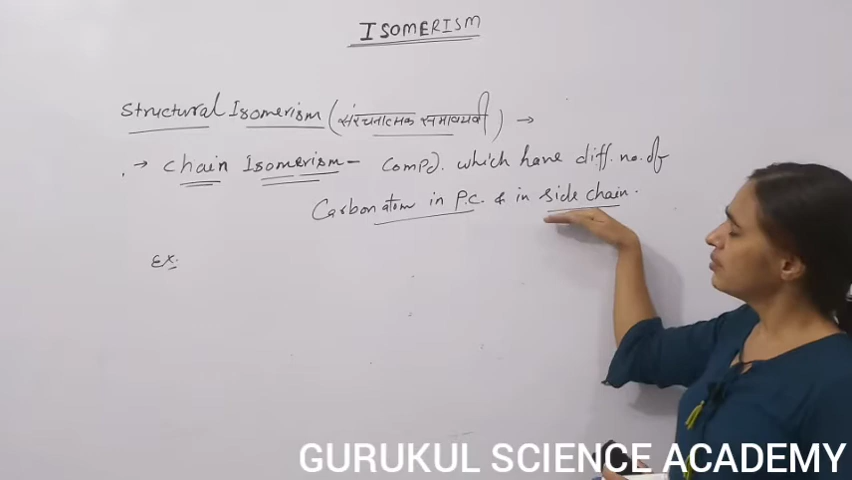 ISOMERISM
Structural Isomerism (संरचनात्मक समावयवी) →
→ Chain Isomerism - Compd. which have diff. no. of
Carbon atom in P.C. & in side chain.
Ex.
GURUKUL SCIENCE ACADEMY